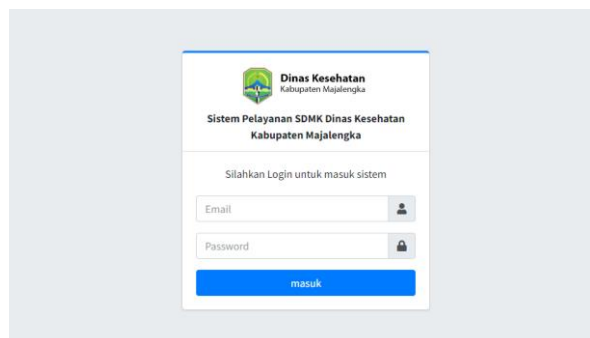 Dinas Kesehatan
Kabupaten Majalengka
Sistem Pelayanan SDMK Dinas Kesehatan
Kabupaten Majalengka
Silahkan Login untuk masuk sistem
Email
Password
masuk